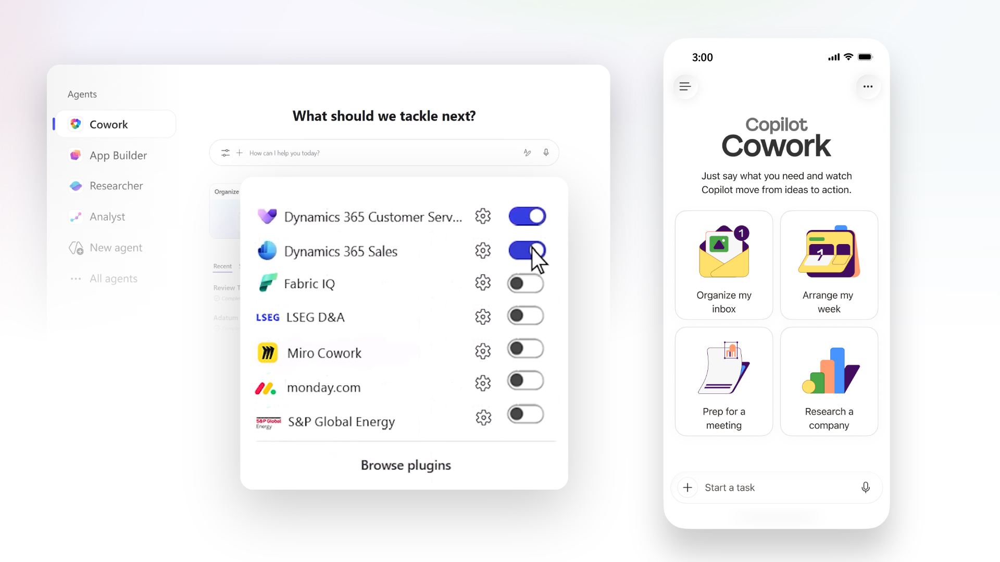 Agents
Cowork
App Builder
Researcher
Analyst
New agent
All agents
What should we tackle next?
How can I help you today?
Organize
Recent
Review T
Comple
Adatum
Dynamics 365 Customer Serv...
Dynamics 365 Sales
Fabric IQ
LSEG LSEG D&A
Miro Cowork
monday.com
S&P Global
Energy
S&P Global Energy
Browse plugins
3:00
Copilot
Cowork
Just say what you need and watch
Copilot move from ideas to action.
1
Organize my
inbox
1
Arrange my
week
Prep for a
meeting
Research a
company
Start a task